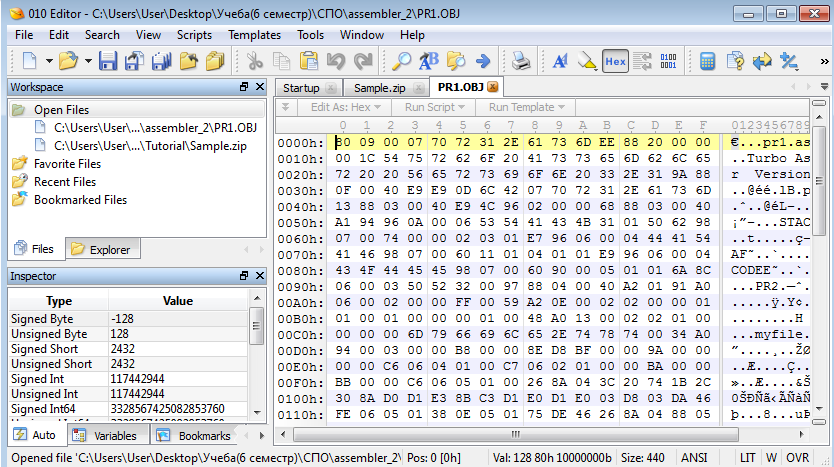 010 Editor - C:\Users\User\Desktop\Учеба(6 семестр)\СПО\assembler_2\PR1.OBJ
File Edit Search View Scripts Templates Tools Window Help
Hex
Workspace
Open Files
C:\Users\User\...\assembler_2\PR1.OBJ
C:\Users\User\...\Tutorial\Sample.zip
Favorite Files
Recent Files
Bookmarked Files
Files Explorer
Inspector
Type Value
Signed Byte -128
Unsigned Byte 128
Signed Short 2432
Unsigned Short 2432
Signed Int 117442944
Unsigned Int 117442944
Signed Int64 3328567425082853760
Auto Variables Bookmarks
Startup Sample.zip PR1.OBJ
Edit As: Hex Run Script Run Template
0 1 2 3 4 5 6 7 8 9 A B C D E F 0123456789
0000h: 80 09 00 07 70 72 31 2E 61 73 6D EE 88 20 00 00 €...pr1.as
0010h: 00 1C 54 75 72 62 6F 20 41 73 73 65 6D 62 6C 65 ..Turbo As
0020h: 72 20 20 56 65 72 73 69 6F 6E 20 33 2E 31 9A 88 r  Version
0030h: 0F 00 40 E9 E9 0D 6C 42 07 70 72 31 2E 61 73 6D ..@éé.lB.p
0040h: 13 88 03 00 40 E9 4C 96 02 00 00 68 88 03 00 40 .ˆ..@éL–..
0050h: A1 94 96 0A 00 06 53 54 41 43 4B 31 01 50 62 98 ¡”–...STAC
0060h: 07 00 74 00 00 02 03 01 E7 96 06 00 04 44 41 54 ..t.....ç–
0070h: 41 46 98 07 00 60 11 01 04 01 01 E9 96 06 00 04 AF˜..`....
0080h: 43 4F 44 45 45 98 07 00 60 90 00 05 01 01 6A 8C CODEE˜..`.
0090h: 06 00 03 50 52 32 00 97 88 04 00 40 A2 01 91 A0 ...PR2.—ˆ.
00A0h: 06 00 02 00 00 FF 00 59 A2 0E 00 02 02 00 00 01 .....ÿ.Y¢.
00B0h: 01 00 01 00 00 01 00 01 48 A0 13 00 02 02 01 00 ........H
00C0h: 00 00 00 6D 79 66 69 6C 65 2E 74 78 74 00 34 A0 ...myfile.
00D0h: 94 00 03 00 00 B8 00 00 8E D8 BF 00 00 9A 00 00 ”....¸..ŽØ
00E0h: 00 00 C6 06 04 01 00 C7 06 02 01 00 00 BA 00 00 ..Æ....Ç..
00F0h: BB 00 00 C6 06 05 01 00 26 8A 04 3C 20 74 1B 2C »..Æ....&Š
0100h: 30 8A D0 D1 E3 8B C3 D1 E0 D1 E0 03 D8 03 DA 46 0ŠÐÑã‹ÃÑàÑ
0110h: FE 06 05 01 38 0E 05 01 75 DE 46 26 8A 04 88 05 þ...8...uÞ
Opened file 'C:\Users\User\Desktop\Учеба(6 семестр)\СПО\assembler_2\ Pos: 0 [0h] Val: 128 80h 10000000b Size: 440 ANSI LIT W OVR